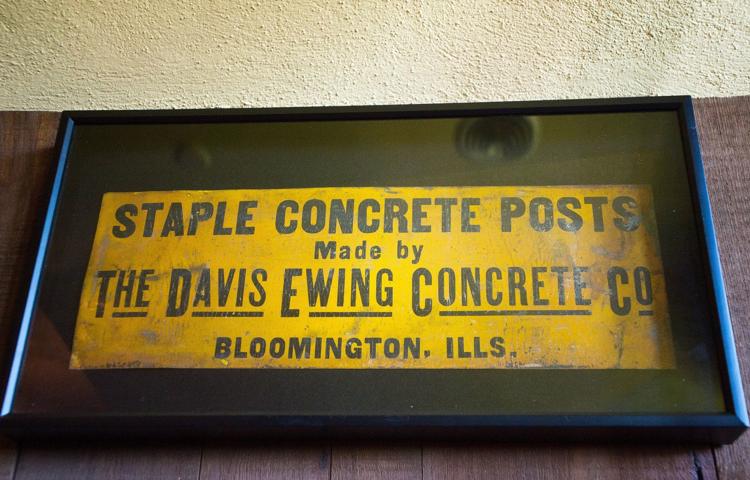 STAPLE CONCRETE POSTS
Made by
THE DAVIS EWING CONCRETE CO
BLOOMINGTON, ILLS.